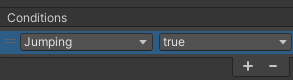 Conditions
Jumping true
+ -